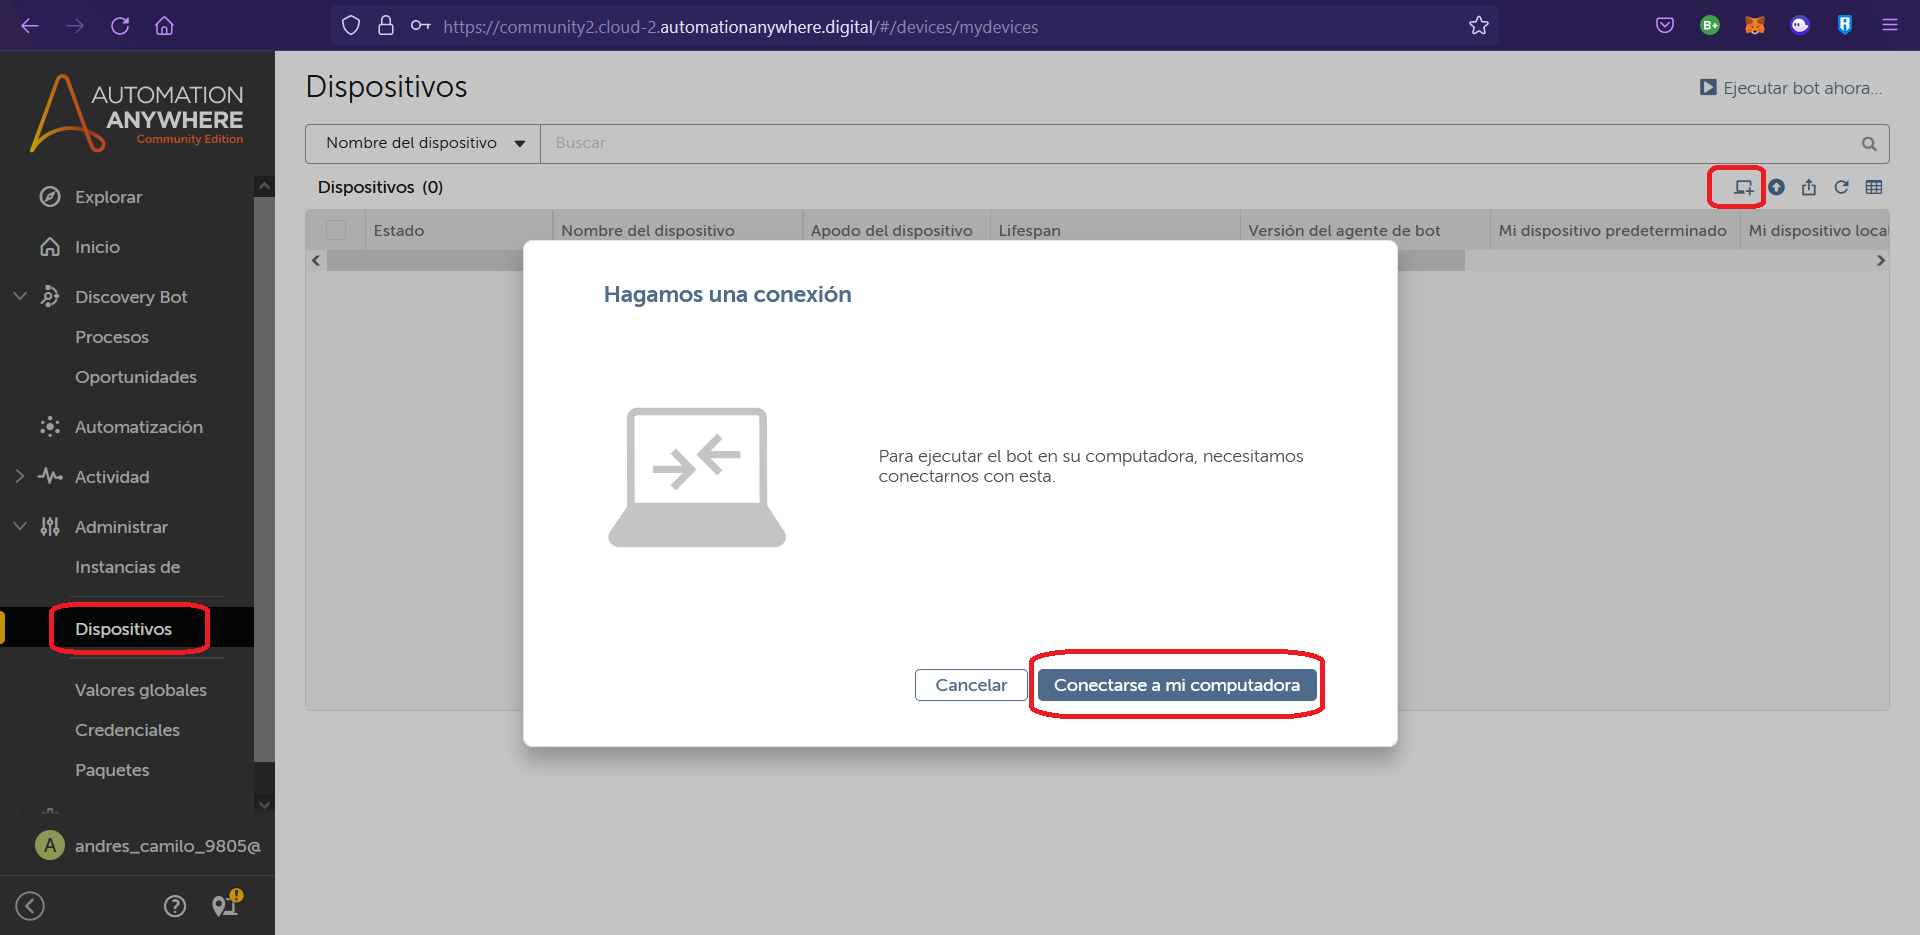 https://community2.cloud-2.automationanywhere.digital/#/devices/mydevices
B+
AUTOMATION
ANYWHERE
Community Edition
Explorar
Inicio
Discovery Bot
Procesos
Oportunidades
Automatización
Actividad
Administrar
Instancias de
Dispositivos
Valores globales
Credenciales
Paquetes
A
andres_camilo_9805@
Dispositivos
Ejecutar bot ahora...
Nombre del dispositivo
Buscar
Dispositivos (0)
Estado
Nombre del dispositivo
Apodo del dispositivo
Lifespan
Versión del agente de bot
Mi dispositivo predeterminado
Mi dispositivo local
Hagamos una conexión
Para ejecutar el bot en su computadora, necesitamos
conectarnos con esta.
Cancelar
Conectarse a mi computadora